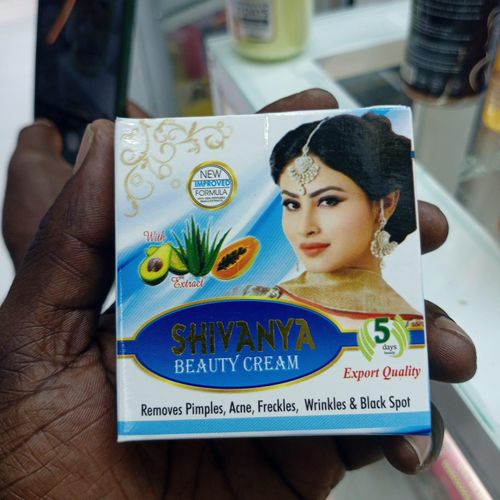 NEW
IMPROVED
FORMULA
With
Extract
SHIVANYA
BEAUTY CREAM
5
days
beauty
Export Quality
Removes Pimples, Acne, Freckles, Wrinkles & Black Spot